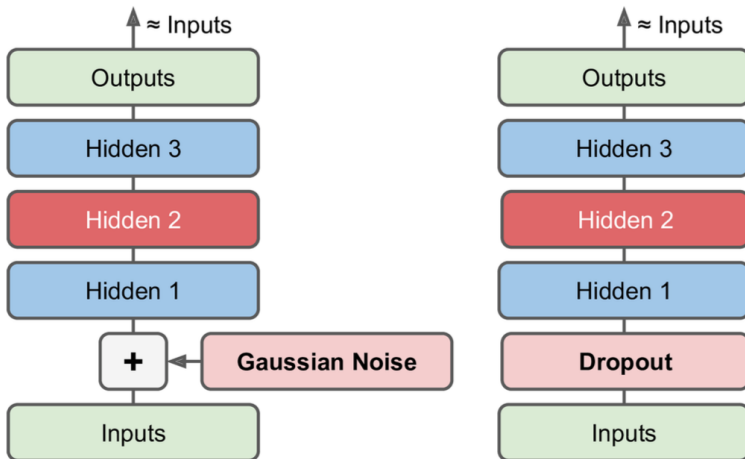 ≈ Inputs
Outputs
Hidden 3
Hidden 2
Hidden 1
+
Gaussian Noise
Inputs
≈ Inputs
Outputs
Hidden 3
Hidden 2
Hidden 1
Dropout
Inputs